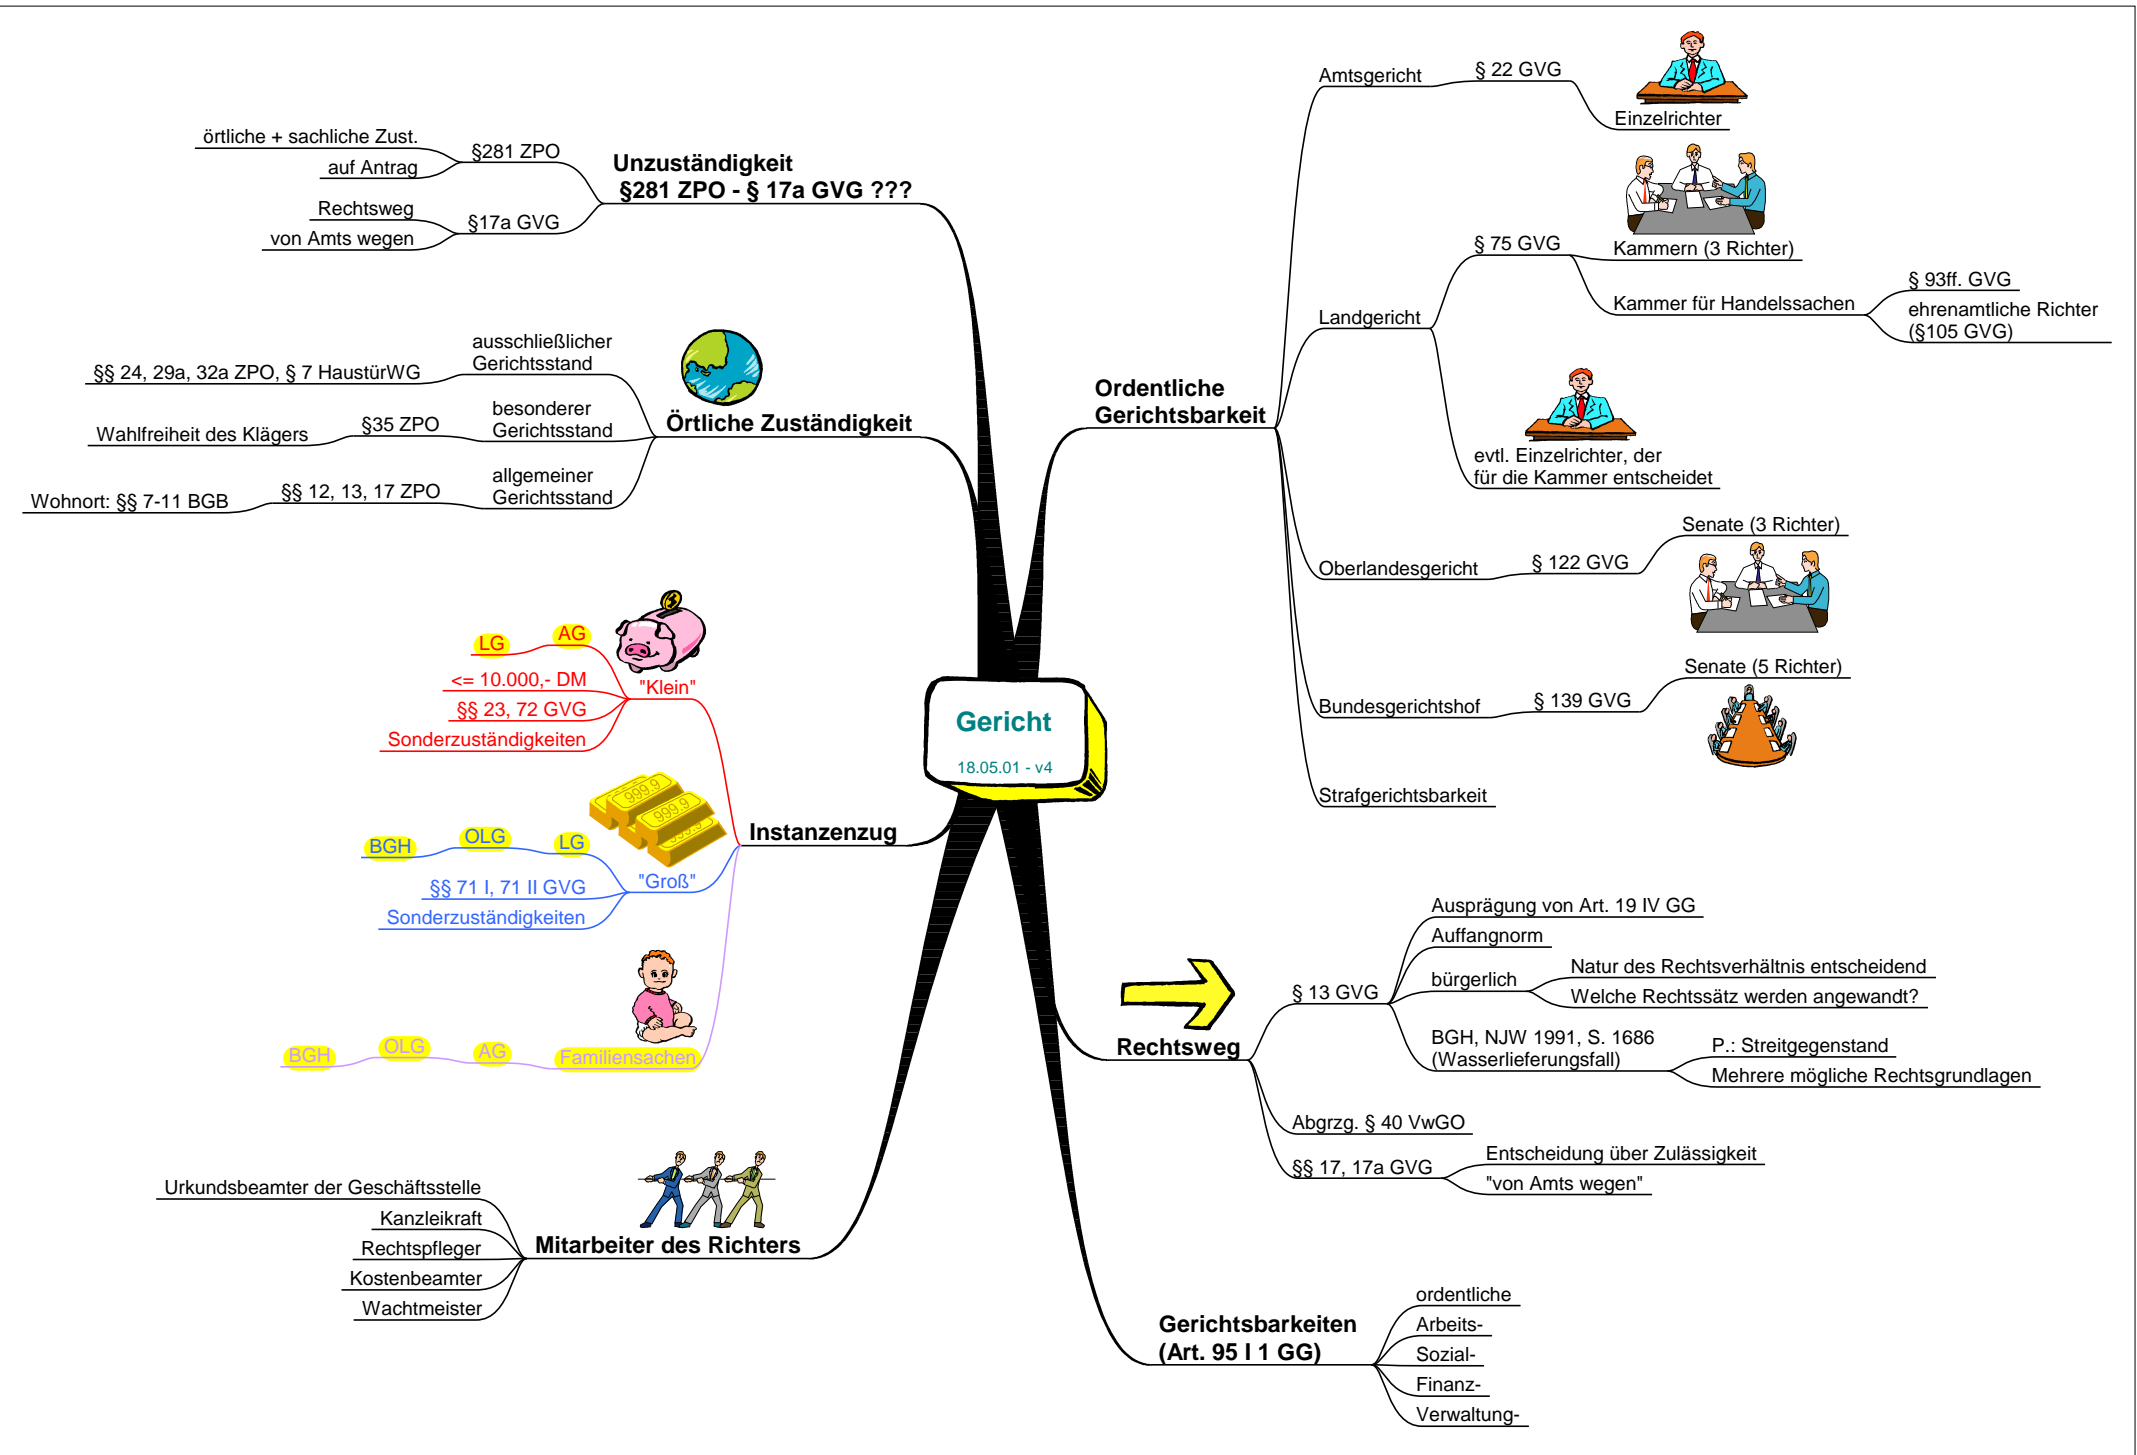 Gericht
18.05.01 - v4
Unzuständigkeit
§281 ZPO - § 17a GVG ???
§281 ZPO
örtliche + sachliche Zust.
auf Antrag
§17a GVG
Rechtsweg
von Amts wegen
Örtliche Zuständigkeit
ausschließlicher
Gerichtsstand
§§ 24, 29a, 32a ZPO, § 7 HaustürWG
besonderer
Gerichtsstand
§35 ZPO
Wahlfreiheit des Klägers
allgemeiner
Gerichtsstand
§§ 12, 13, 17 ZPO
Wohnort: §§ 7-11 BGB
Instanzenzug
"Klein"
AG
LG
<= 10.000,- DM
§§ 23, 72 GVG
Sonderzuständigkeiten
999.9
999.9
999.9
"Groß"
LG
OLG
BGH
§§ 71 I, 71 II GVG
Sonderzuständigkeiten
Familiensachen
AG
OLG
BGH
Mitarbeiter des Richters
Urkundsbeamter der Geschäftsstelle
Kanzleikraft
Rechtspfleger
Kostenbeamter
Wachtmeister
Ordentliche
Gerichtsbarkeit
Amtsgericht
§ 22 GVG
Einzelrichter
Landgericht
§ 75 GVG
Kammern (3 Richter)
Kammer für Handelssachen
§ 93ff. GVG
ehrenamtliche Richter
(§105 GVG)
evtl. Einzelrichter, der
für die Kammer entscheidet
Oberlandesgericht
§ 122 GVG
Senate (3 Richter)
Bundesgerichtshof
§ 139 GVG
Senate (5 Richter)
Strafgerichtsbarkeit
Rechtsweg
§ 13 GVG
Ausprägung von Art. 19 IV GG
Auffangnorm
bürgerlich
Natur des Rechtsverhältnis entscheidend
Welche Rechtssätz werden angewandt?
BGH, NJW 1991, S. 1686
(Wasserlieferungsfall)
P.: Streitgegenstand
Mehrere mögliche Rechtsgrundlagen
Abgrzg. § 40 VwGO
§§ 17, 17a GVG
Entscheidung über Zulässigkeit
"von Amts wegen"
Gerichtsbarkeiten
(Art. 95 I 1 GG)
ordentliche
Arbeits-
Sozial-
Finanz-
Verwaltung-